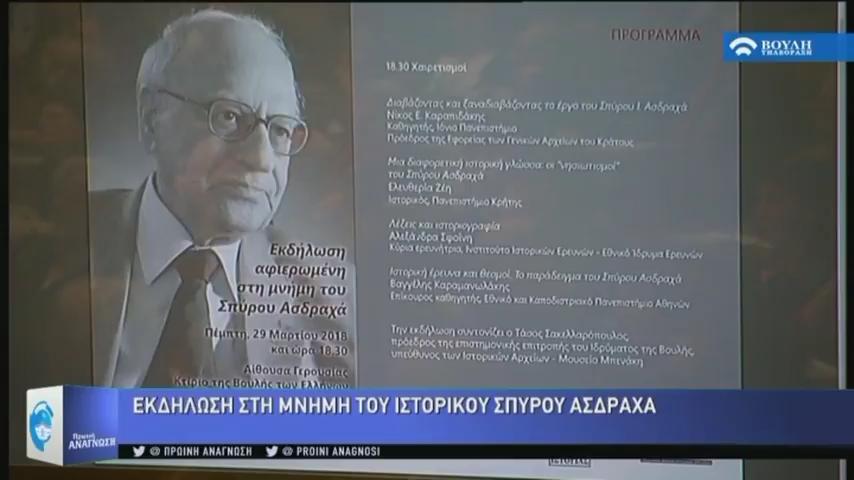 ΠΡΟΓΡΑΜΜΑ
ΒΟΥΛΗ
ΤΗΛΕΟΡΑΣΗ
18.30 Χαιρετισμοί
Διαβάζοντας και ξαναδιαβάζοντας το έργο του Σπύρου Ι. Ασδραχά
Νίκος Ε. Καραπιδάκης
Καθηγητής, Ιόνιο Πανεπιστήμιο
Πρόεδρος της Εφορείας των Γενικών Αρχείων του Κράτους
Μια διαφορετική ιστορική γλώσσα: οι "νησιωτισμοί"
του Σπύρου Ασδραχά
Ελευθερία Ζέη
Ιστορικός, Πανεπιστήμιο Κρήτης
Λέξεις και ιστοριογραφία
Αλεξάνδρα Σφοίνη
Κύρια ερευνήτρια, Ινστιτούτο Ιστορικών Ερευνών - Εθνικό Ίδρυμα Ερευνών
Ιστορική έρευνα και θεσμοί. Το παράδειγμα του Σπύρου Ασδραχά
Βαγγέλης Καραμανωλάκης
Επίκουρος καθηγητής, Εθνικό και Καποδιστριακό Πανεπιστήμιο Αθηνών
Την εκδήλωση συντονίζει ο Τάσος Σακελλαρόπουλος,
πρόεδρος της επιστημονικής επιτροπής του Ιδρύματος της Βουλής,
υπεύθυνος των Ιστορικών Αρχείων - Μουσείο Μπενάκη
Εκδήλωση
αφιερωμένη
στη μνήμη του
Σπύρου Ασδραχά
Πέμπτη, 29 Μαρτίου 2018
και ώρα 18.30
Αίθουσα Γερουσίας
Κτίριο της Βουλής των Ελλήνω
ΕΚΔΗΛΩΣΗ ΣΤΗ ΜΝΗΜΗ ΤΟΥ ΙΣΤΟΡΙΚΟΥ ΣΠΥΡΟΥ ΑΣΔΡΑΧΑ
Πρωινή
ΑΝΑΓΝΩΣΗ
@ ΠΡΩΙΝΗ ΑΝΑΓΝΩΣΗ @ PROINI ANAGNOSI
ΙΣΤΟΡΙΑΣ